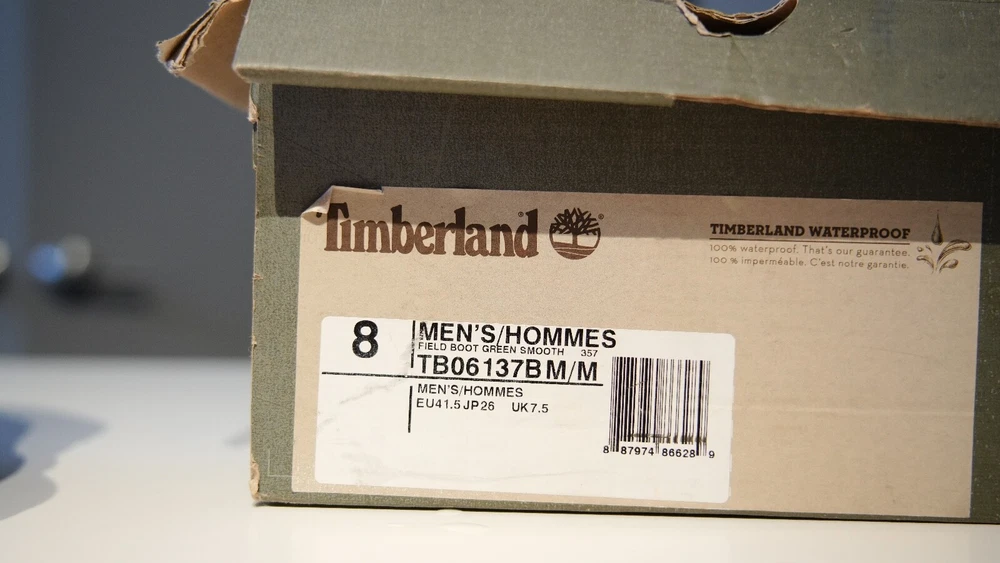 Timberland®
TIMBERLAND WATERPROOF
100% waterproof. That's our guarantee.
100 % imperméable. C'est notre garantie.
8
MEN'S/HOMMES
FIELD BOOT GREEN SMOOTH 357
TB06137B M/M
MEN'S/HOMMES
EU41.5 JP26 UK7.5
8 87974 86628 9